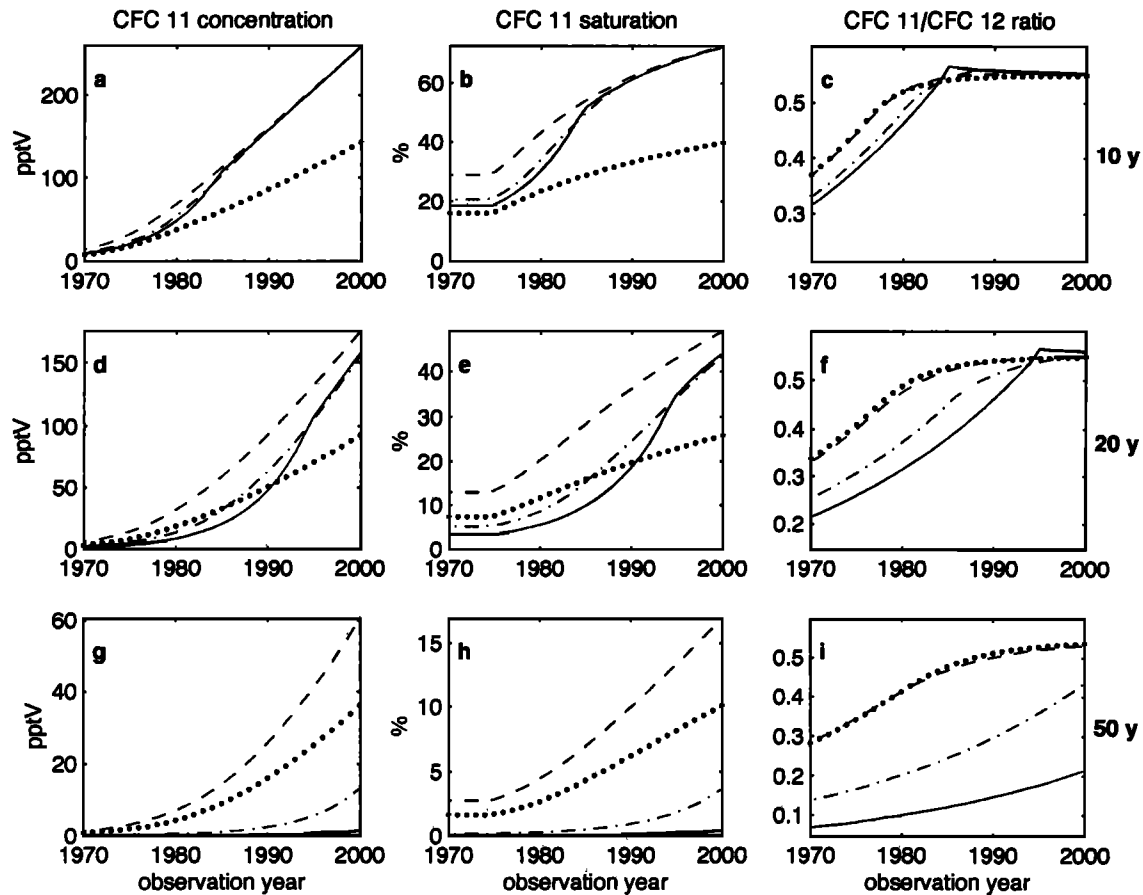 CFC 11 concentration
CFC 11 saturation
CFC 11/CFC 12 ratio
a
pptV
200
100
0
1970 1980 1990 2000
b
%
60
40
20
0
1970 1980 1990 2000
c
0.5
0.4
0.3
1970 1980 1990 2000
10 y
d
pptV
150
100
50
0
1970 1980 1990 2000
e
%
40
30
20
10
0
1970 1980 1990 2000
f
0.5
0.4
0.3
0.2
1970 1980 1990 2000
20 y
g
pptV
60
40
20
0
1970 1980 1990 2000
observation year
h
%
15
10
5
0
1970 1980 1990 2000
observation year
i
0.5
0.4
0.3
0.2
0.1
1970 1980 1990 2000
observation year
50 y